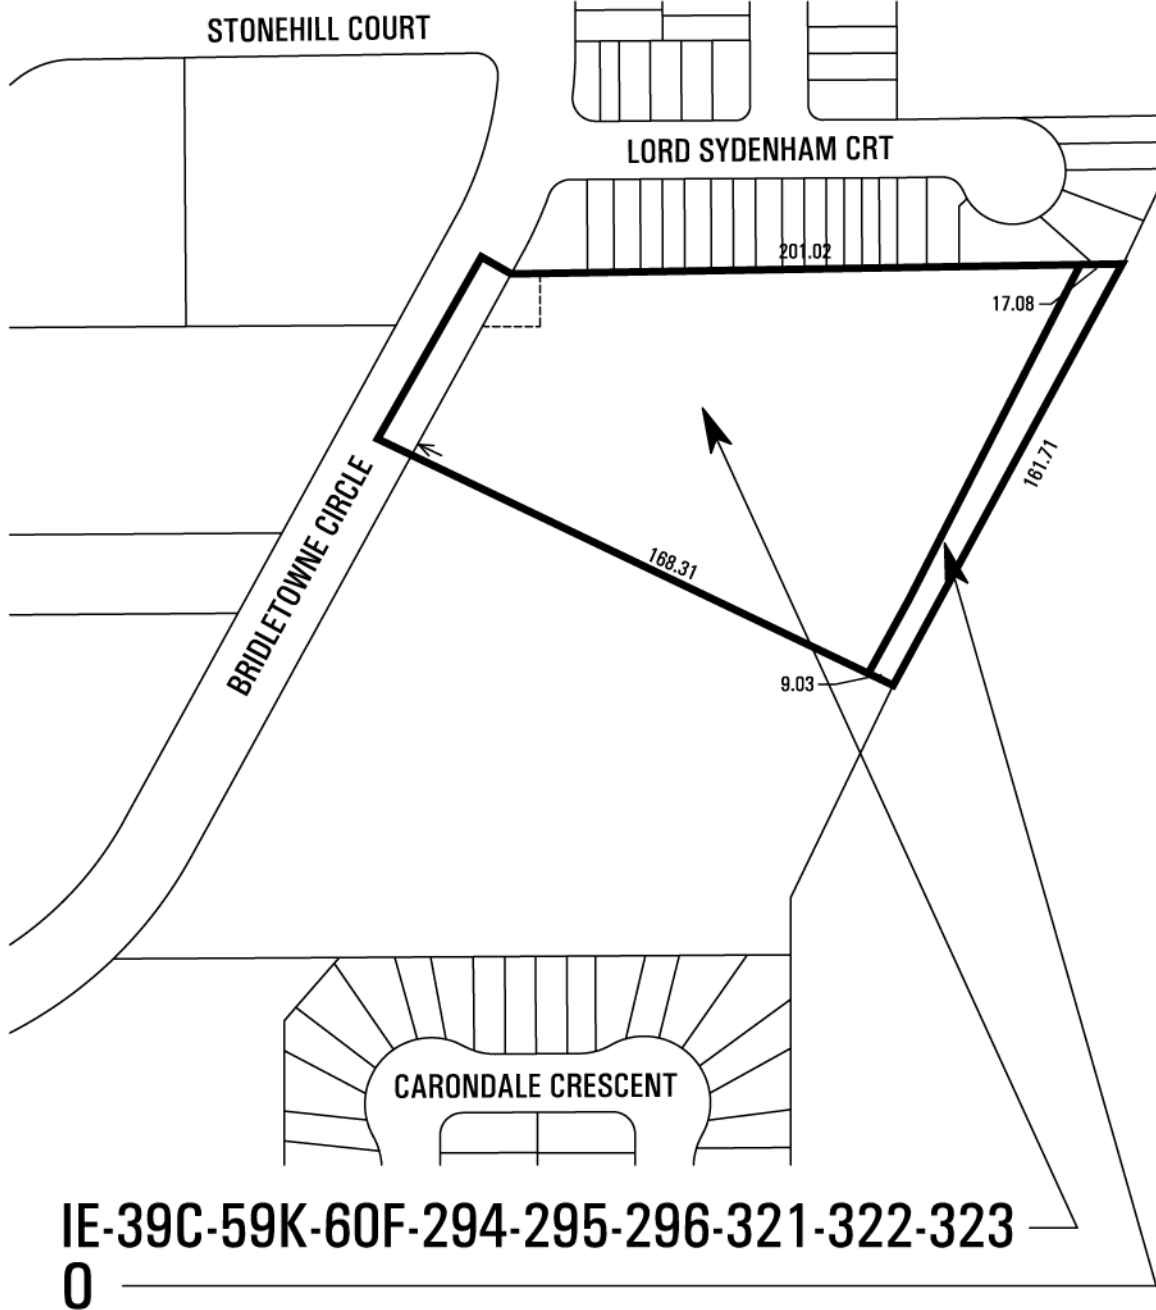 STONEHILL COURT
LORD SYDENHAM CRT
201.02
17.08
161.71
BRIDLETOWNE CIRCLE
168.31
9.03
CARONDALE CRESCENT
IE-39C-59K-60F-294-295-296-321-322-323
O